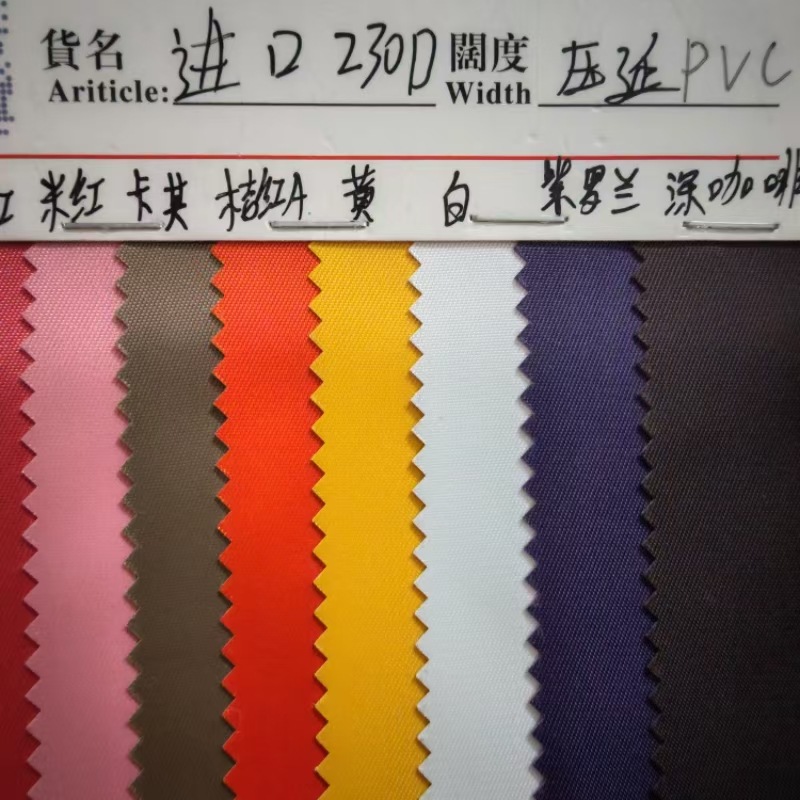 貨名 进口230D 闊度 压延PVC
Ariticle: Width
红 米红 卡其 桔红A 黄 白 紫罗兰 深咖啡